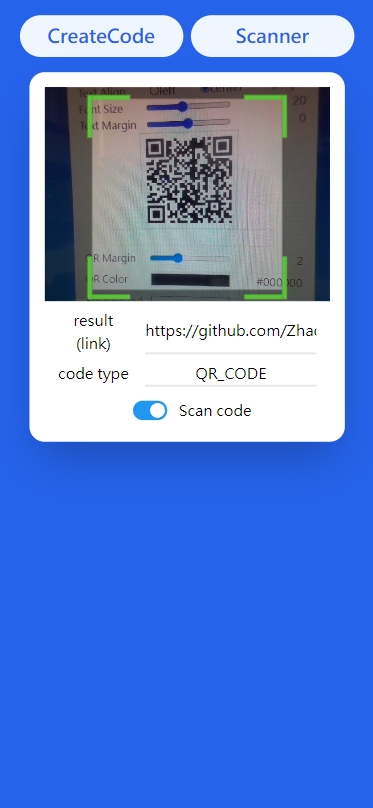 CreateCode
Scanner
Text Align left center
Font Size 20
Text Margin 0
QR Margin 2
QR Color #000000
result
(link)
https://github.com/Zhao
code type
QR_CODE
Scan code